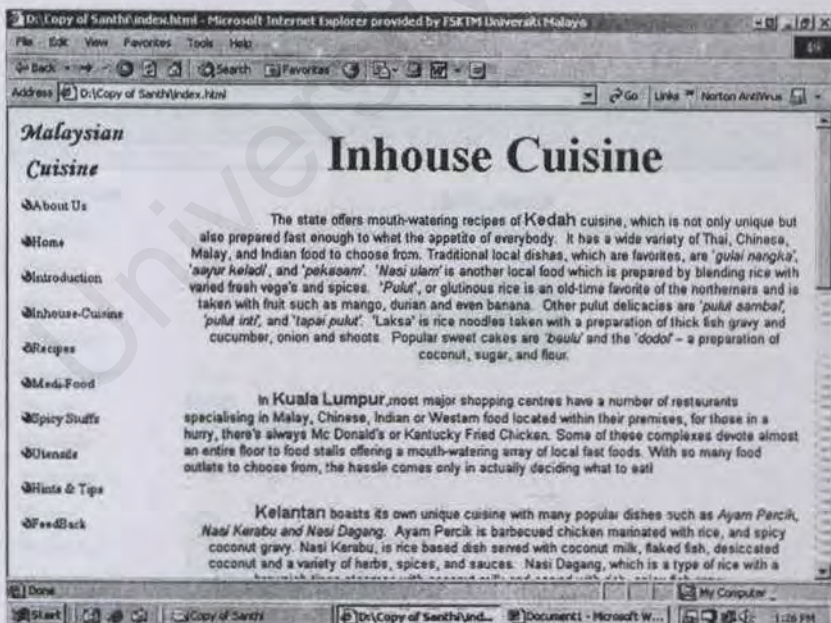 D:\Copy of Santhi\index.html - Microsoft Internet Explorer provided by FSKTM Universiti Malaya
File Edit View Favorites Tools Help
Back Search Favorites
Address D:\Copy of Santhi\index.html Go Links Norton AntiVirus
Malaysian
Cuisine
About Us
Home
Introduction
Inhouse-Cuisine
Recipes
Medi-Food
Spicy Stuffs
Utensils
Hints & Tips
FeedBack
Inhouse Cuisine
The state offers mouth-watering recipes of Kedah cuisine, which is not only unique but
also prepared fast enough to whet the appetite of everybody. It has a wide variety of Thai, Chinese,
Malay, and Indian food to choose from. Traditional local dishes, which are favorites, are 'gulai nangka',
'sayur keladi', and 'pekasam'. 'Nasi ulam' is another local food which is prepared by blending rice with
varied fresh vege's and spices. 'Pulut', or glutinous rice is an old-time favorite of the northerners and is
taken with fruit such as mango, durian and even banana. Other pulut delicacies are 'pulut sambal',
'pulut inti', and 'tapai pulut'. 'Laksa' is rice noodles taken with a preparation of thick fish gravy and
cucumber, onion and shoots. Popular sweet cakes are 'baulu' and the 'dodol' – a preparation of
coconut, sugar, and flour.
In Kuala Lumpur,most major shopping centres have a number of restaurants
specialising in Malay, Chinese, Indian or Western food located within their premises, for those in a
hurry, there's always Mc Donald's or Kentucky Fried Chicken. Some of these complexes devote almost
an entire floor to food stalls offering a mouth-watering array of local fast foods. With so many food
outlets to choose from, the hassle comes only in actually deciding what to eat!
Kelantan boasts its own unique cuisine with many popular dishes such as Ayam Percik,
Nasi Kerabu and Nasi Dagang. Ayam Percik is barbecued chicken marinated with rice, and spicy
coconut gravy. Nasi Kerabu, is rice based dish served with coconut milk, flaked fish, desiccated
coconut and a variety of herbs, spices, and sauces. Nasi Dagang, which is a type of rice with a
Done My Computer
Start Copy of Santhi D:\Copy of Santhi\ind... Document1 - Microsoft W... 1:26 PM